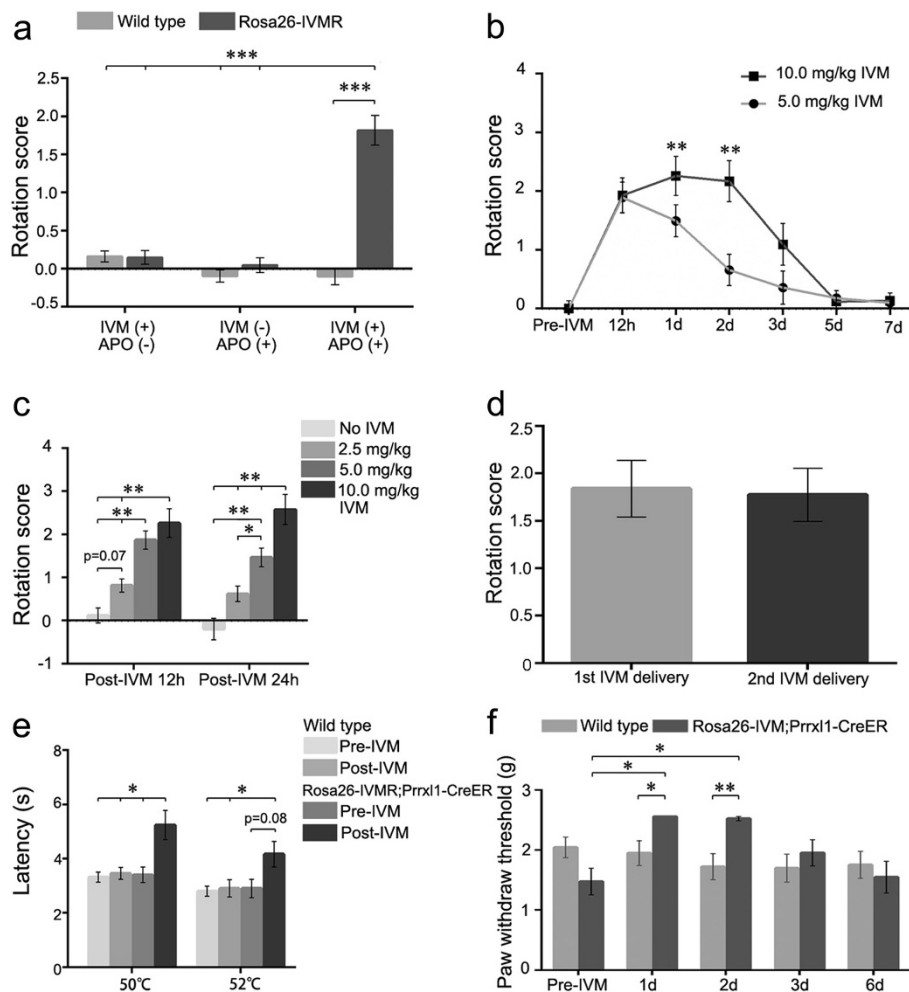 a
Wild type
Rosa26-IVMR
***
***
Rotation score
2.5
2.0
1.5
1.0
0.5
0.0
-0.5
IVM (+)
APO (-)
IVM (-)
APO (+)
IVM (+)
APO (+)
b
10.0 mg/kg IVM
5.0 mg/kg IVM
** **
Rotation score
4
3
2
1
0
Pre-IVM 12h 1d 2d 3d 5d 7d
c
No IVM
2.5 mg/kg
5.0 mg/kg
10.0 mg/kg
IVM
Rotation score
4
3
2
1
0
-1
**
**
p=0.07
**
**
*
Post-IVM 12h Post-IVM 24h
d
Rotation score
2.5
2.0
1.5
1.0
0.5
0
1st IVM delivery 2nd IVM delivery
e
Wild type
Pre-IVM
Post-IVM
Rosa26-IVMR;Prrxl1-CreER
Pre-IVM
Post-IVM
Latency (s)
8
6
4
2
0
*
*
p=0.08
50℃ 52℃
f
Wild type
Rosa26-IVM;Prrxl1-CreER
Paw withdraw threshold (g)
3
2
1
0
*
*
* **
Pre-IVM 1d 2d 3d 6d